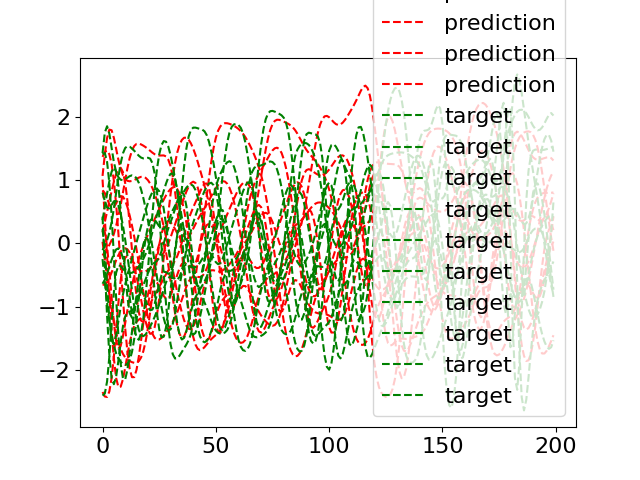 prediction
prediction
prediction
target
target
target
target
target
target
target
target
target
target
2
1
0
−1
−2
0
50
100
150
200